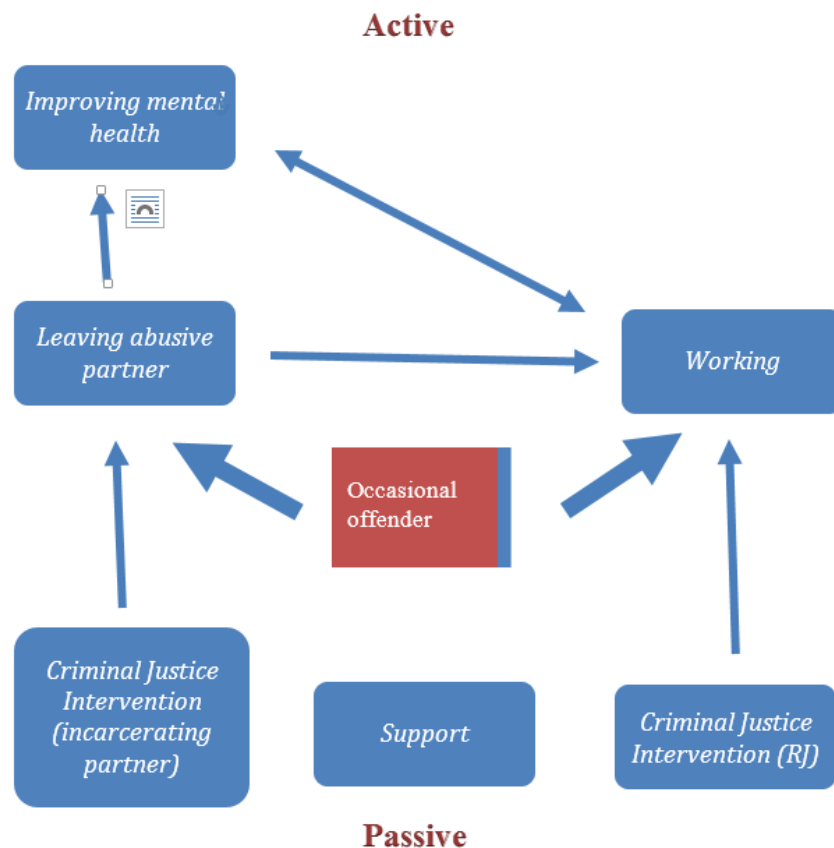 Active
Improving mental
health
Leaving abusive
partner
Working
Occasional
offender
Criminal Justice
Intervention
(incarcerating
partner)
Support
Criminal Justice
Intervention (RJ)
Passive